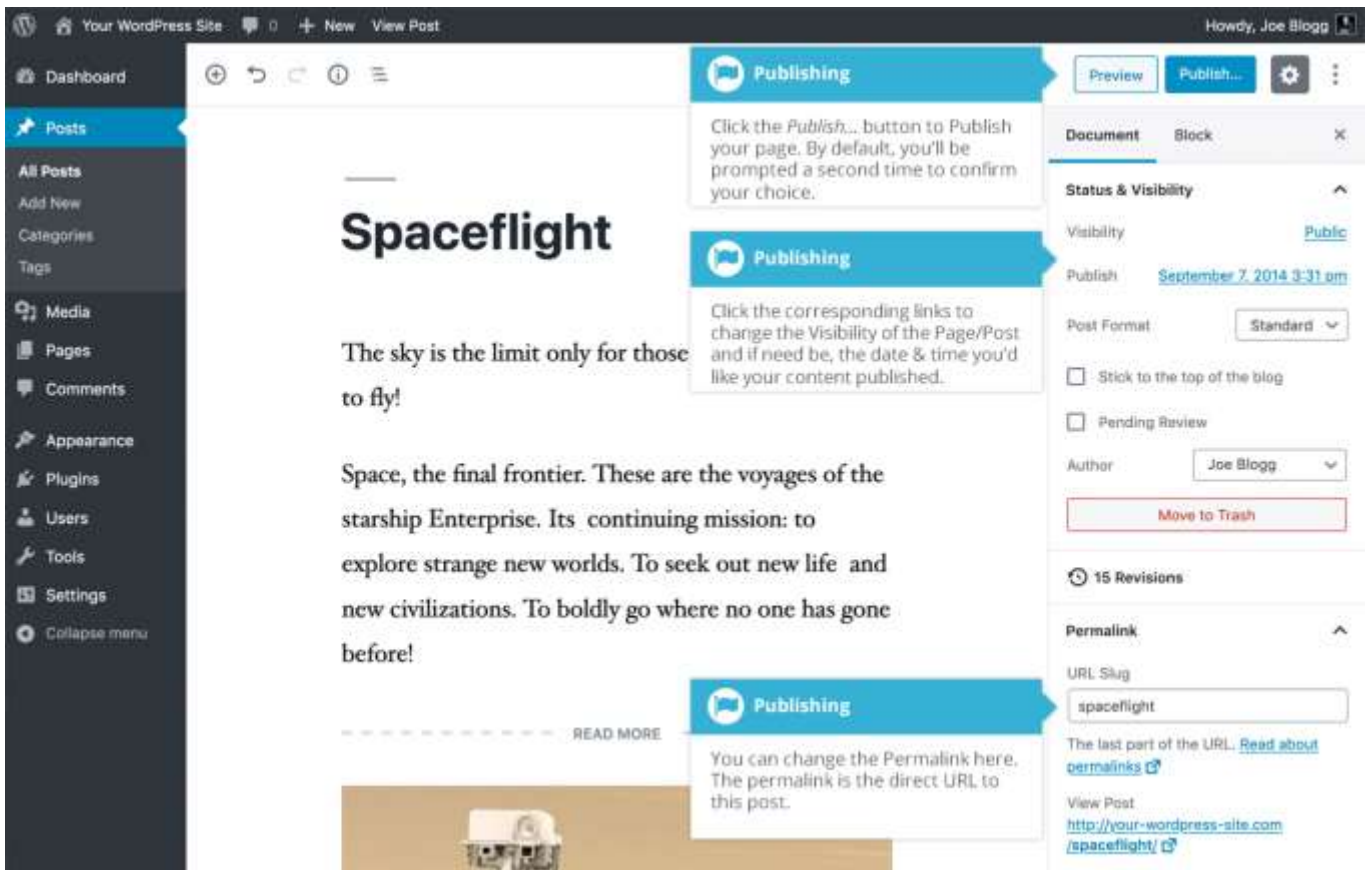 Your WordPress Site 0 + New View Post
Howdy, Joe Blogg
Dashboard
Posts
All Posts
Add New
Categories
Tags
Media
Pages
Comments
Appearance
Plugins
Users
Tools
Settings
Collapse menu
Spaceflight
The sky is the limit only for those
to fly!
Space, the final frontier. These are the voyages of the
starship Enterprise. Its continuing mission: to
explore strange new worlds. To seek out new life and
new civilizations. To boldly go where no one has gone
before!
READ MORE
Publishing
Click the Publish... button to Publish
your page. By default, you'll be
prompted a second time to confirm
your choice.
Publishing
Click the corresponding links to
change the Visibility of the Page/Post
and if need be, the date & time you'd
like your content published.
Publishing
You can change the Permalink here.
The permalink is the direct URL to
this post.
Preview Publish...
Document Block
Status & Visibility
Visibility Public
Publish September 7, 2014 3:31 pm
Post Format Standard
Stick to the top of the blog
Pending Review
Author Joe Blogg
Move to Trash
15 Revisions
Permalink
URL Slug
spaceflight
The last part of the URL. Read about
permalinks
View Post
http://your-wordpress-site.com
/spaceflight/